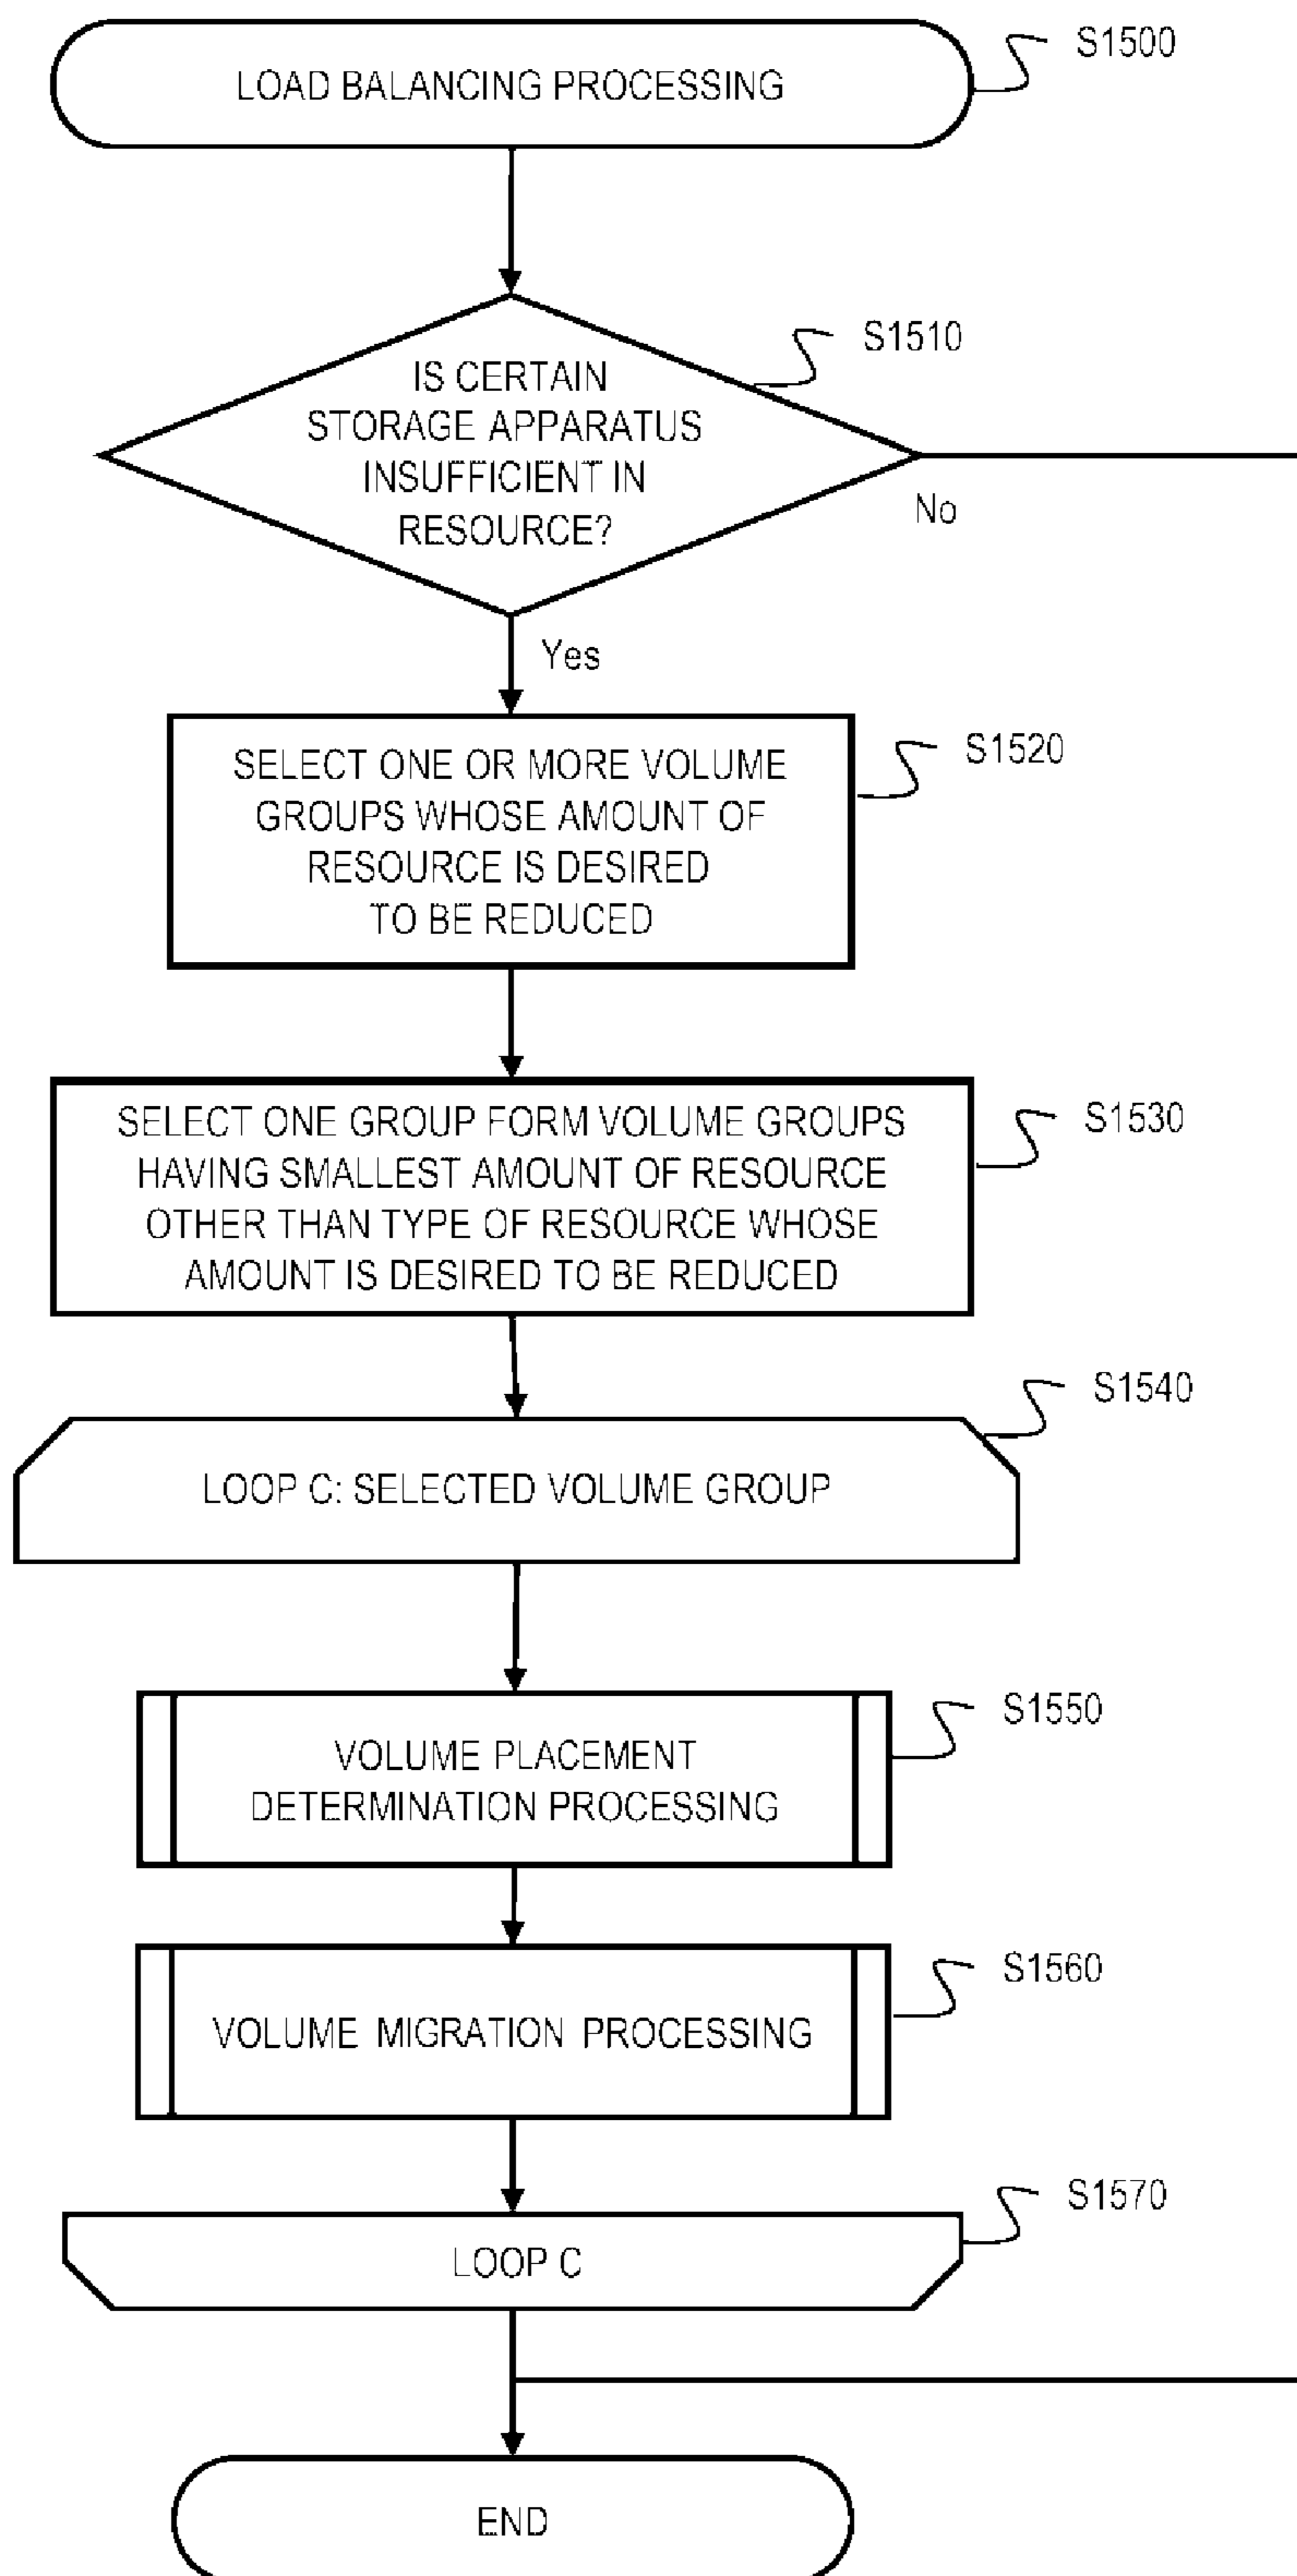 LOAD BALANCING PROCESSING
S1500
IS CERTAIN
STORAGE APPARATUS
INSUFFICIENT IN
RESOURCE?
S1510
No
Yes
SELECT ONE OR MORE VOLUME
GROUPS WHOSE AMOUNT OF
RESOURCE IS DESIRED
TO BE REDUCED
S1520
SELECT ONE GROUP FORM VOLUME GROUPS
HAVING SMALLEST AMOUNT OF RESOURCE
OTHER THAN TYPE OF RESOURCE WHOSE
AMOUNT IS DESIRED TO BE REDUCED
S1530
LOOP C: SELECTED VOLUME GROUP
S1540
VOLUME PLACEMENT
DETERMINATION PROCESSING
S1550
VOLUME MIGRATION PROCESSING
S1560
LOOP C
S1570
END